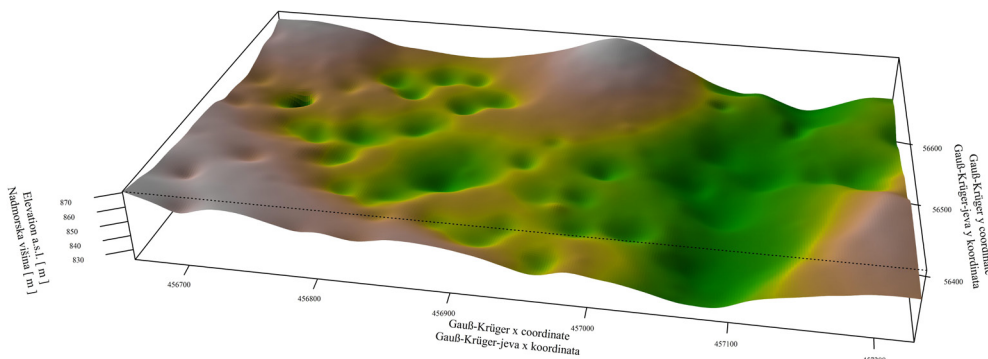 Elevation a.s.l. [ m ]
Nadmorska višina [ m ]
870
860
850
840
830
456700
456800
456900
457000
457100
Gauß-Krüger x coordinate
Gauß-Krüger-jeva x koordinata
56600
56500
56400
Gauß-Krüger y coordinate
Gauß-Krüger-jeva y koordinata